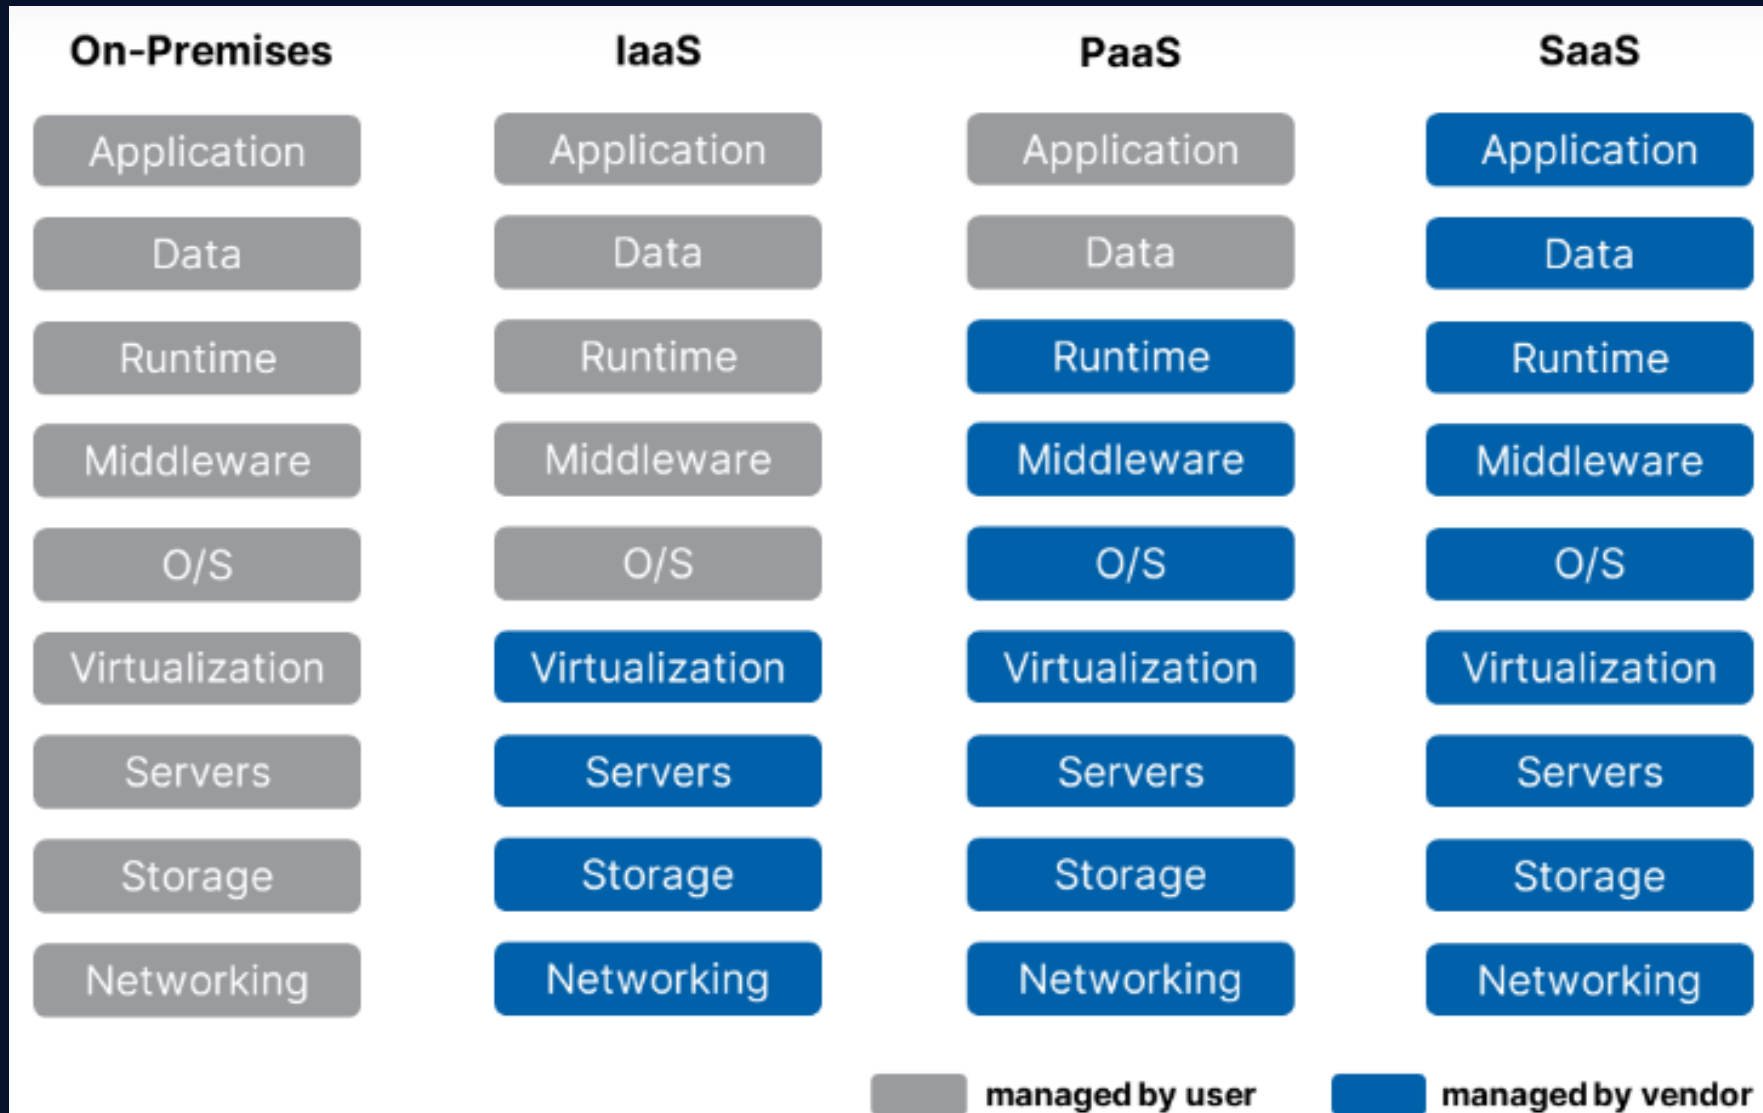 On-Premises IaaS PaaS SaaS
Application Application Application Application
Data Data Data Data
Runtime Runtime Runtime Runtime
Middleware Middleware Middleware Middleware
O/S O/S O/S O/S
Virtualization Virtualization Virtualization Virtualization
Servers Servers Servers Servers
Storage Storage Storage Storage
Networking Networking Networking Networking
managed by user managed by vendor